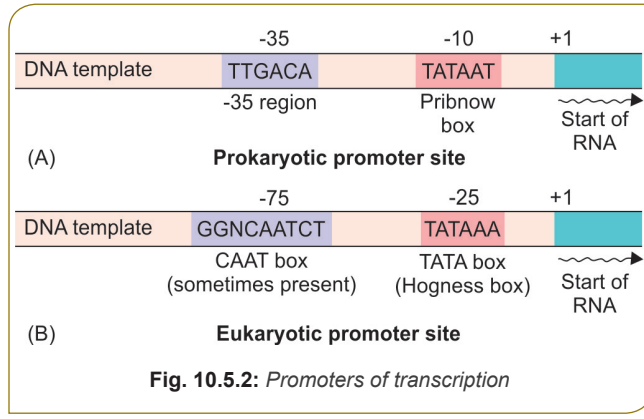 -35 -10 +1
DNA template TTGACA TATAAT
-35 region Pribnow box Start of RNA
(A) Prokaryotic promoter site
-75 -25 +1
DNA template GGNCAATCT TATAAA
CAAT box (sometimes present) TATA box (Hogness box) Start of RNA
(B) Eukaryotic promoter site
Fig. 10.5.2: Promoters of transcription